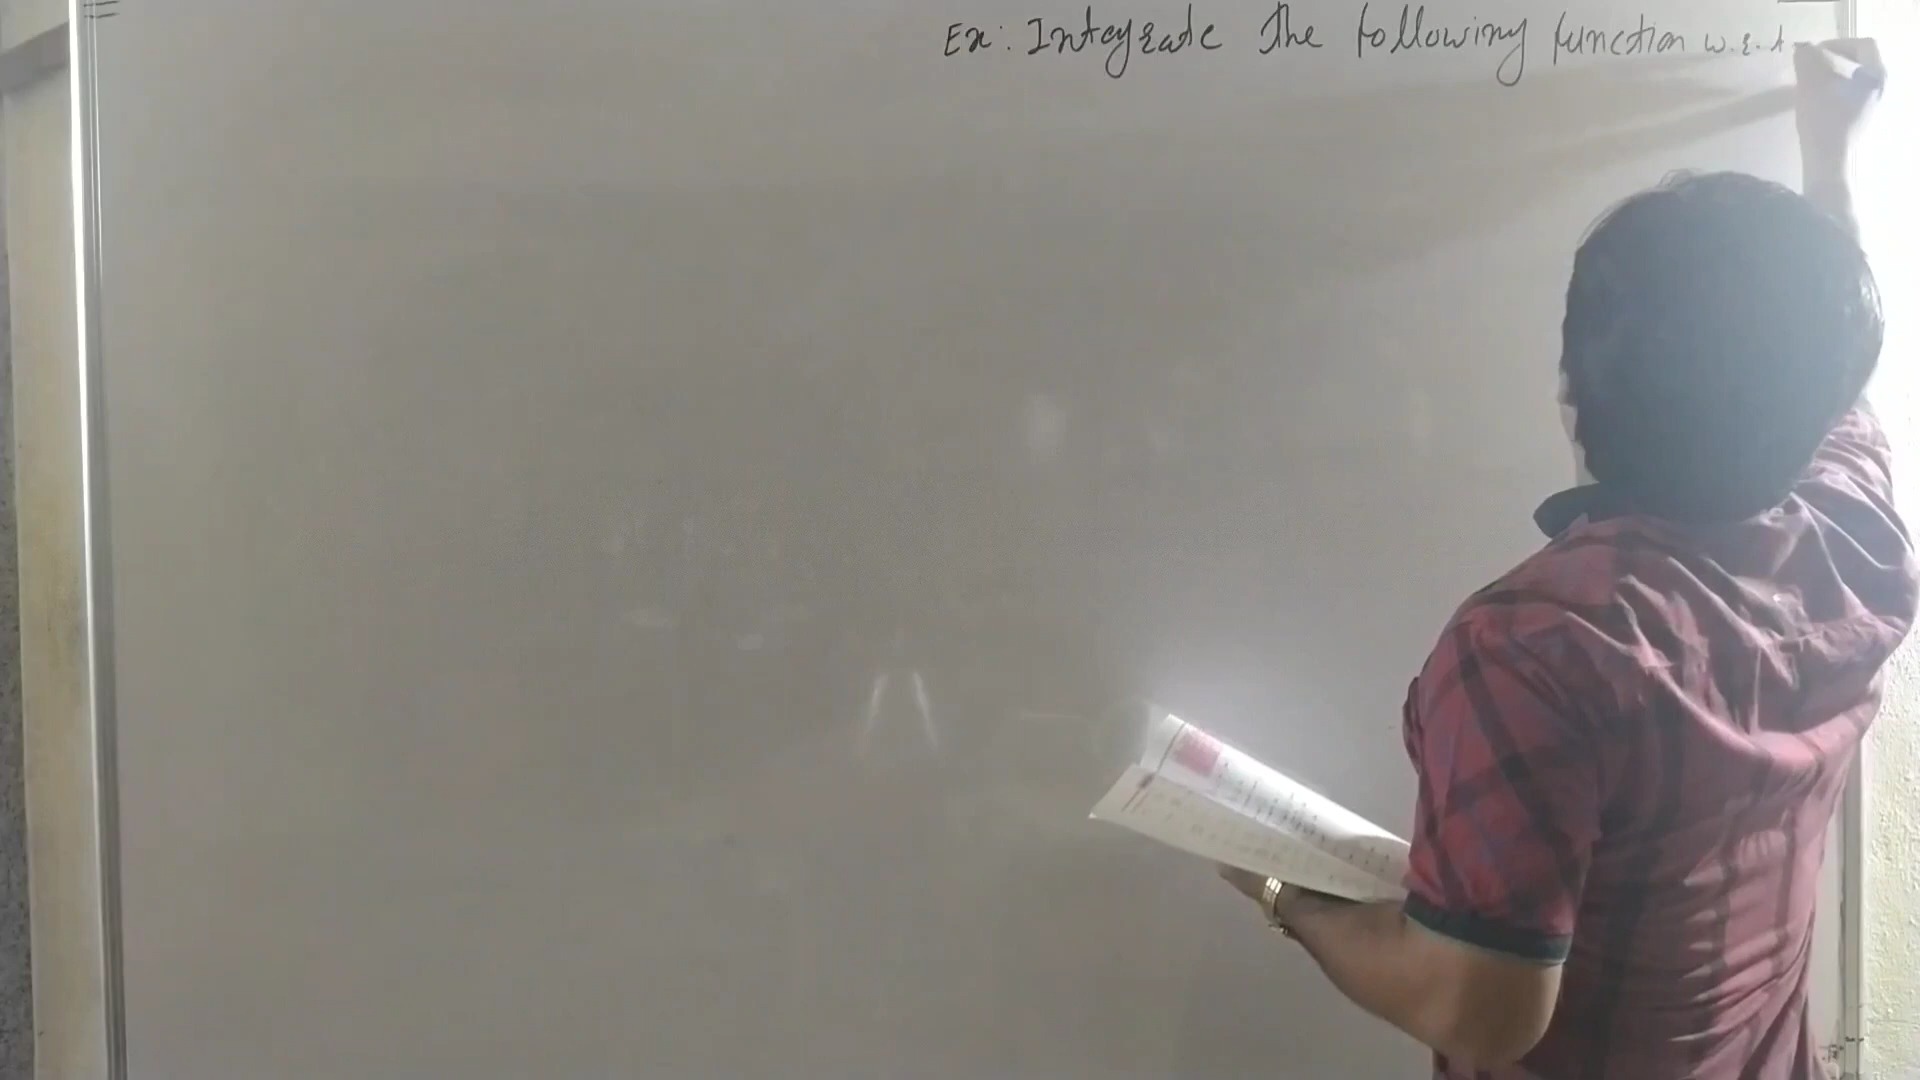 Ex: Integrate the following function w.r.t.